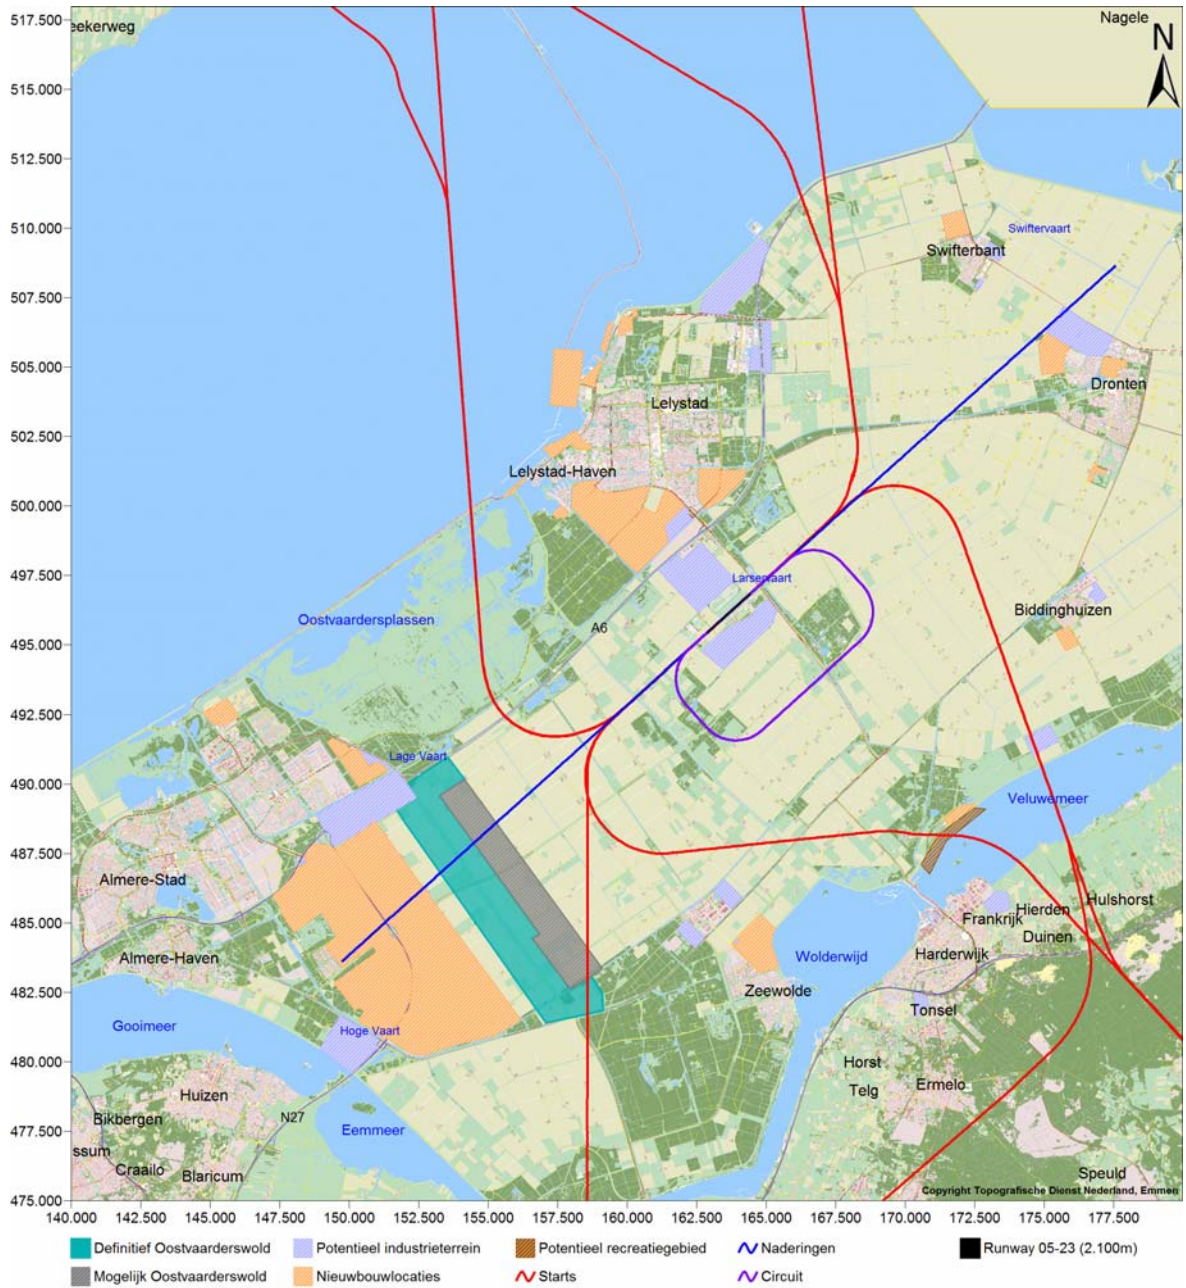 517.500
eekerweg
Nagele
N
515.000
512.500
510.000
Swiftervaart
Swifterbant
507.500
505.000
Dronten
Lelystad
502.500
Lelystad-Haven
500.000
497.500
Larservaart
Biddinghuizen
Oostvaardersplassen
A6
495.000
492.500
Lage Vaart
490.000
Veluwemeer
487.500
Almere-Stad
Hulshorst
Hierden
Frankrijk
485.000
Duinen
Almere-Haven
Wolderwijd
Harderwijk
482.500
Zeewolde
Tonsel
Gooimeer
Hoge Vaart
480.000
Horst
Huizen
Telg
Ermelo
Bikbergen
N27
477.500
Eemmeer
ssum
Craailo
Blaricum
Speuld
475.000
Copyright Topografische Dienst Nederland, Emmen
140.000 142.500 145.000 147.500 150.000 152.500 155.000 157.500 160.000 162.500 165.000 167.500 170.000 172.500 175.000 177.500
Definitief Oostvaarderswold Potentieel industrieterrein Potentieel recreatiegebied Naderingen Runway 05-23 (2.100m)
Mogelijk Oostvaarderswold Nieuwbouwlocaties Starts Circuit